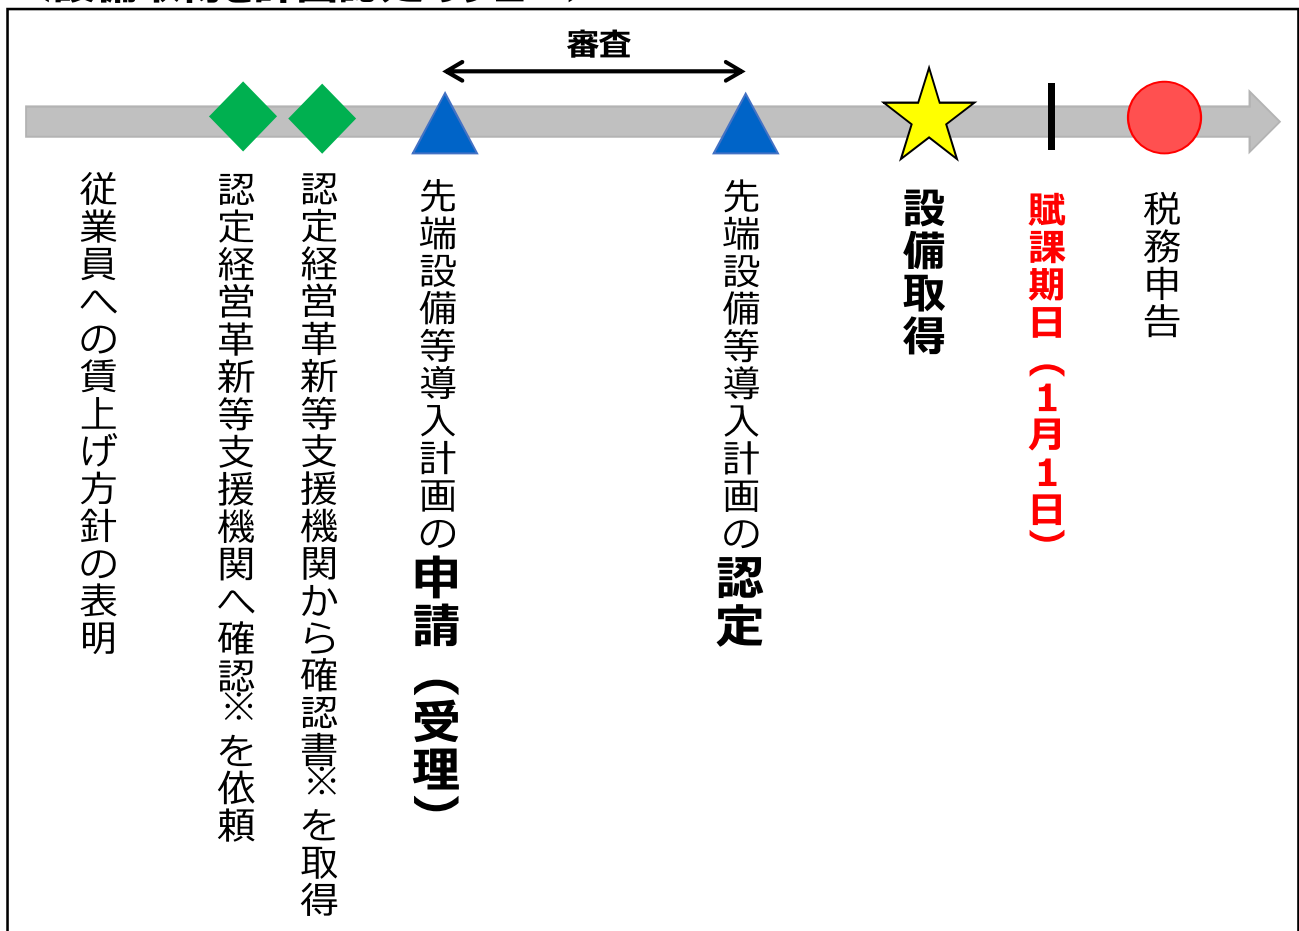 審査
従業員への賃上げ方針の表明
認定経営革新等支援機関へ確認※を依頼
認定経営革新等支援機関から確認書※を取得
先端設備等導入計画の申請（受理）
先端設備等導入計画の認定
設備取得
賦課期日（１月１日）
税務申告